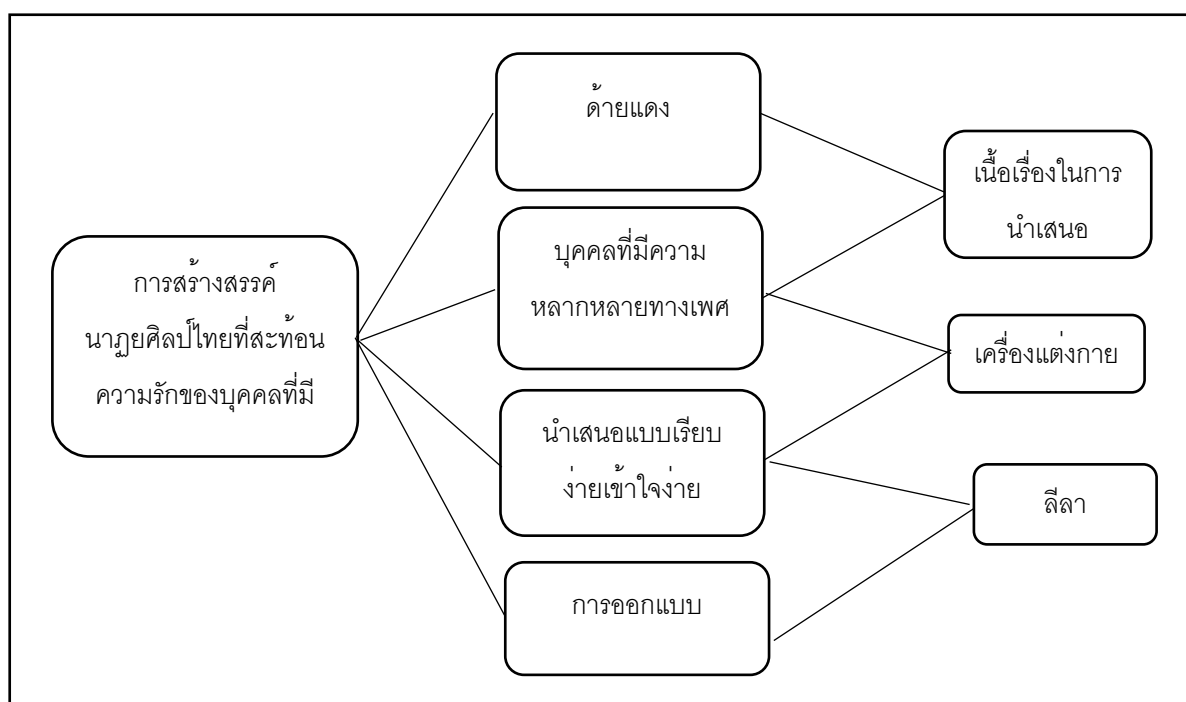 การสร้างสรรค์
นาฏยศิลป์ไทยที่สะท้อน
ความรักของบุคคลที่มี
ด้ายแดง
บุคคลที่มีความ
หลากหลายทางเพศ
นำเสนอแบบเรียบ
ง่ายเข้าใจง่าย
การออกแบบ
เนื้อเรื่องในการ
นำเสนอ
เครื่องแต่งกาย
ลีลา